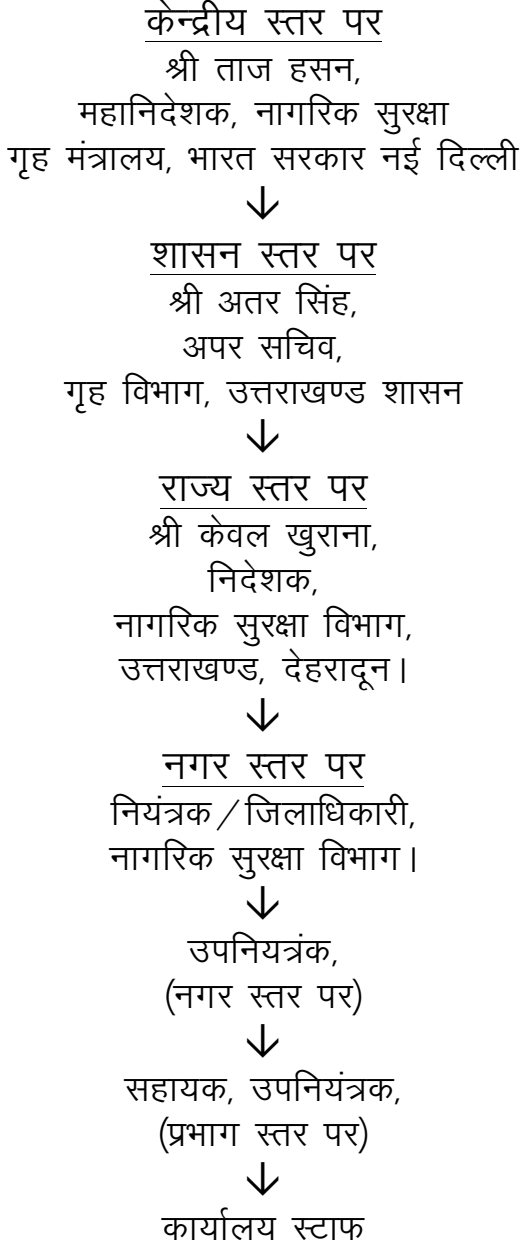 केन्द्रीय स्तर पर
श्री ताज हसन,
महानिदेशक, नागरिक सुरक्षा
गृह मंत्रालय, भारत सरकार नई दिल्ली
↓
शासन स्तर पर
श्री अतर सिंह,
अपर सचिव,
गृह विभाग, उत्तराखण्ड शासन
↓
राज्य स्तर पर
श्री केवल खुराना,
निदेशक,
नागरिक सुरक्षा विभाग,
उत्तराखण्ड, देहरादून।
↓
नगर स्तर पर
नियंत्रक/जिलाधिकारी,
नागरिक सुरक्षा विभाग।
↓
उपनियत्रंक,
(नगर स्तर पर)
↓
सहायक, उपनियंत्रक,
(प्रभाग स्तर पर)
↓
कार्यालय स्टाफ